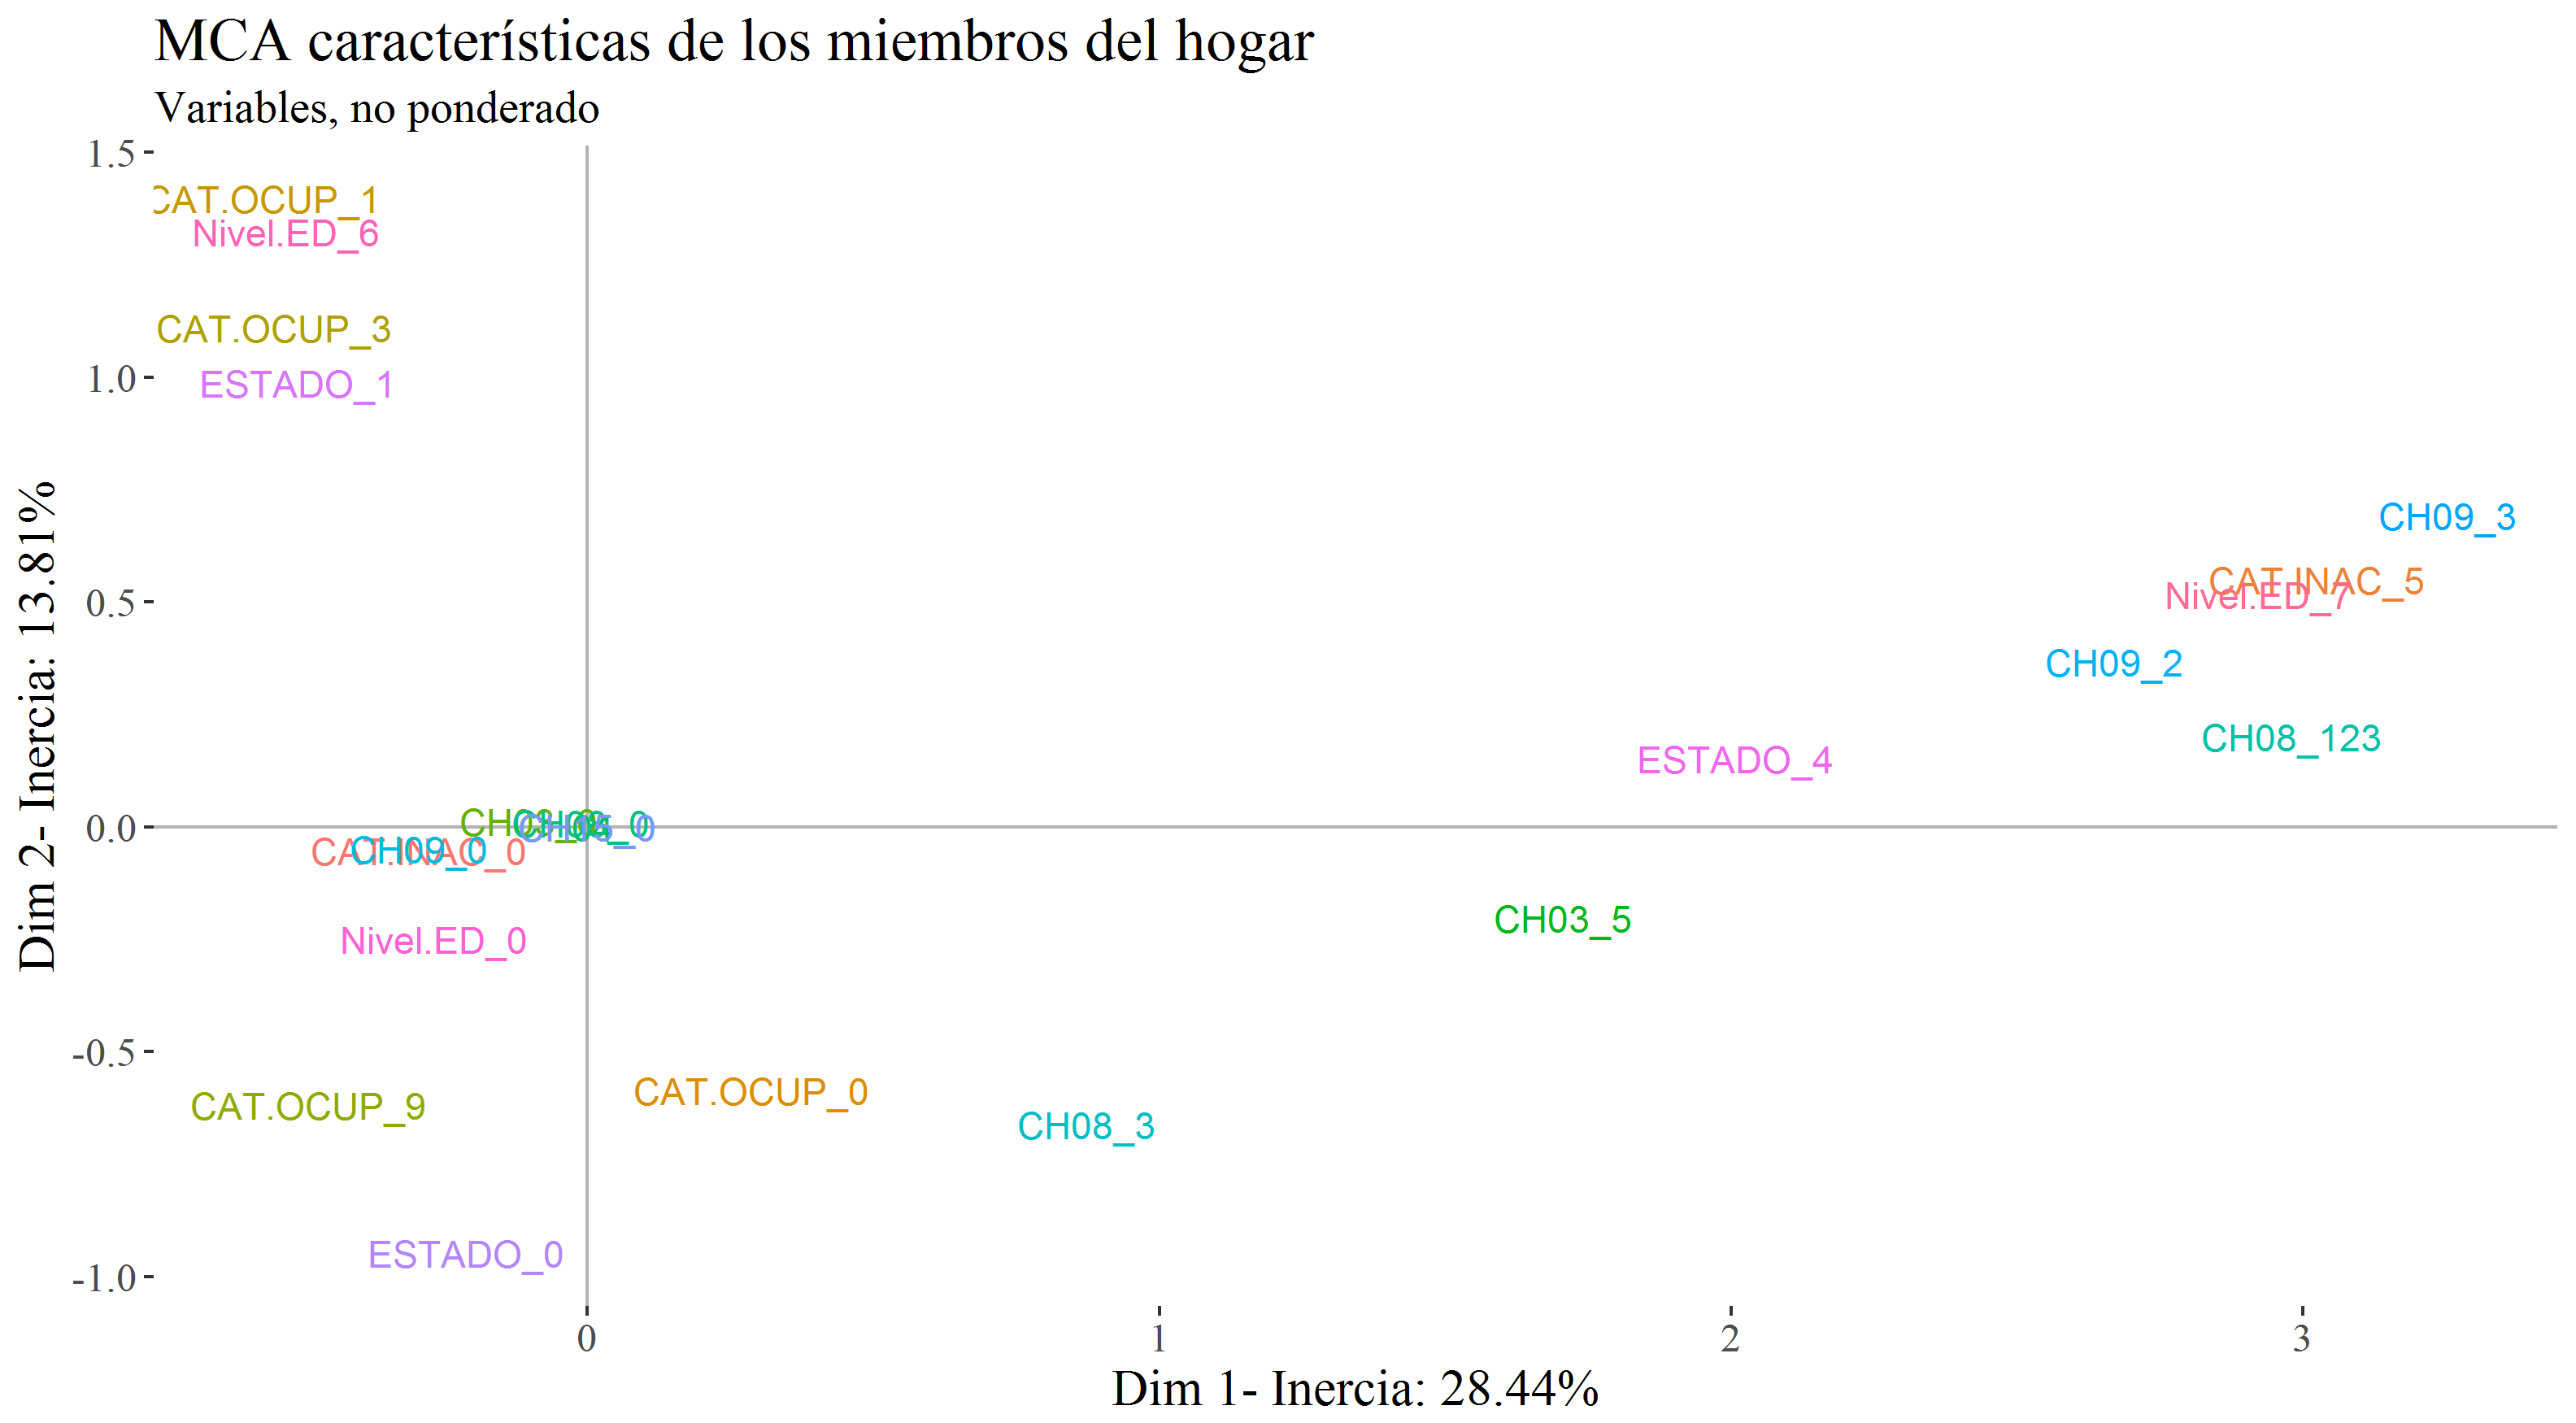 MCA características de los miembros del hogar
Variables, no ponderado
1.5
CAT.OCUP_1
Nivel.ED_6
CAT.OCUP_3
1.0
ESTADO_1
CH09_3
CAT.INAC_5
0.5
Nivel.ED_7
CH09_2
CH08_123
ESTADO_4
0.0
CAT.INAC_0
CH09_0
CH03_5
Nivel.ED_0
-0.5
CAT.OCUP_0
CAT.OCUP_9
CH08_3
ESTADO_0
-1.0
0 1 2 3
Dim 1- Inercia: 28.44%
Dim 2- Inercia: 13.81%